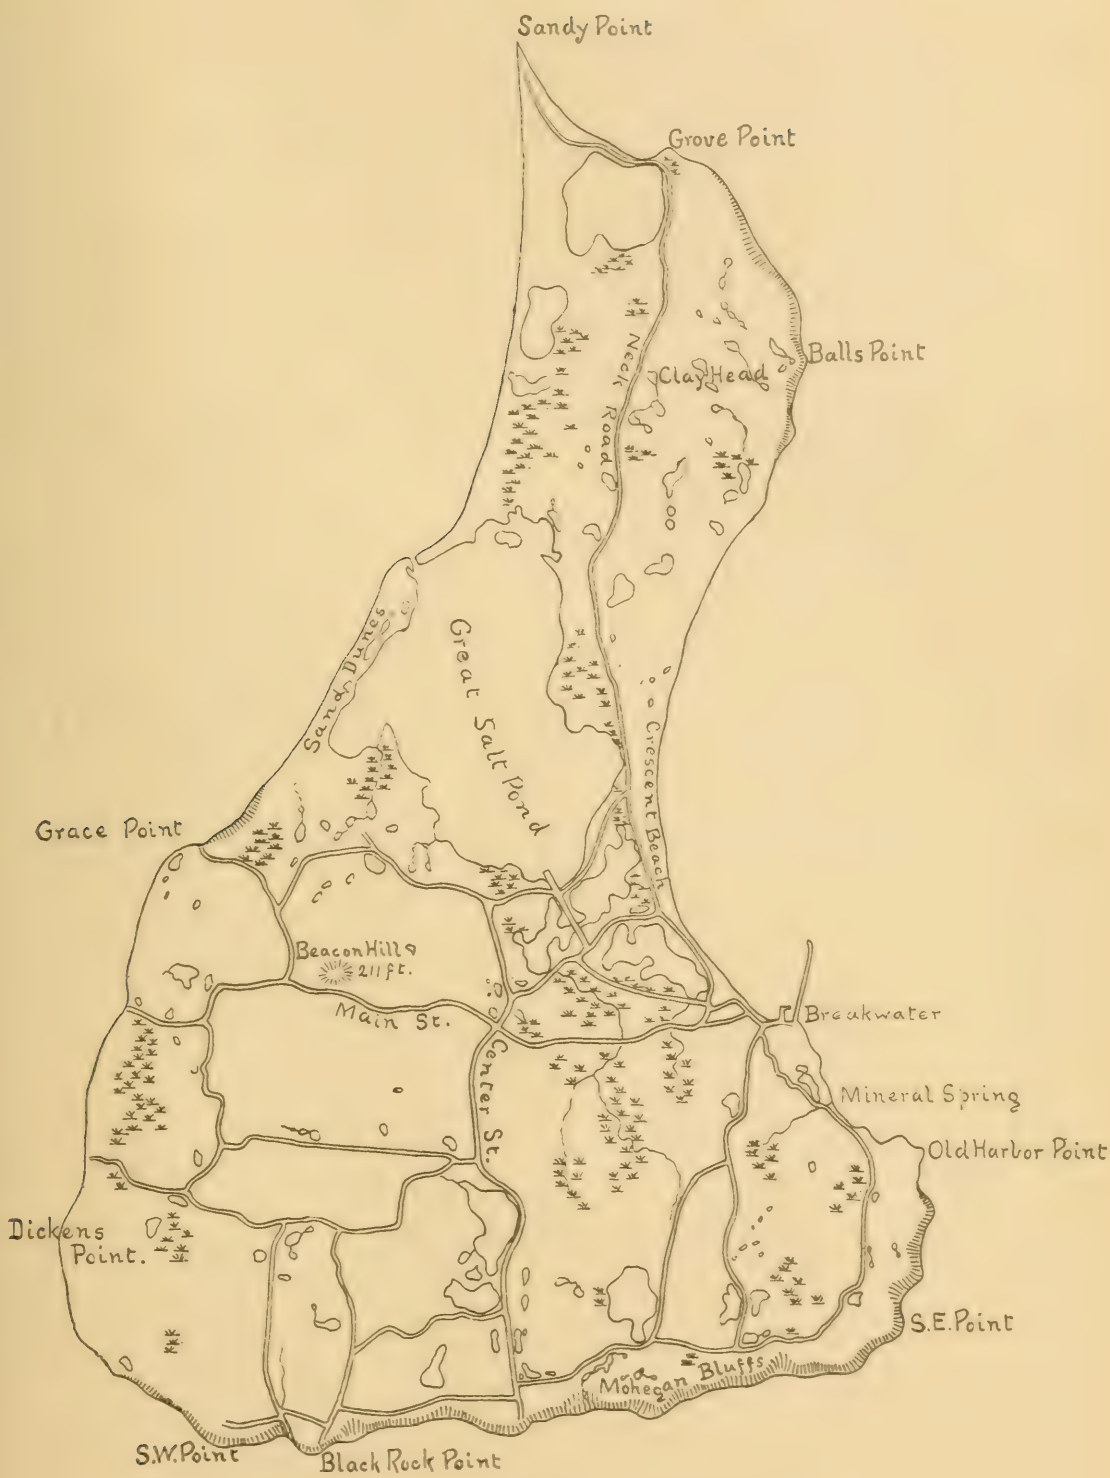 Sandy Point
Grove Point
Balls Point
Neck Road
Clay Head
Sand Dunes
Great Salt Pond
Crescent Beach
Grace Point
Beacon Hill
211 ft.
Main St.
Breakwater
Center St.
Mineral Spring
Old Harbor Point
Dickens
Point.
S.E. Point
Mohegan Bluffs
S.W. Point
Black Rock Point